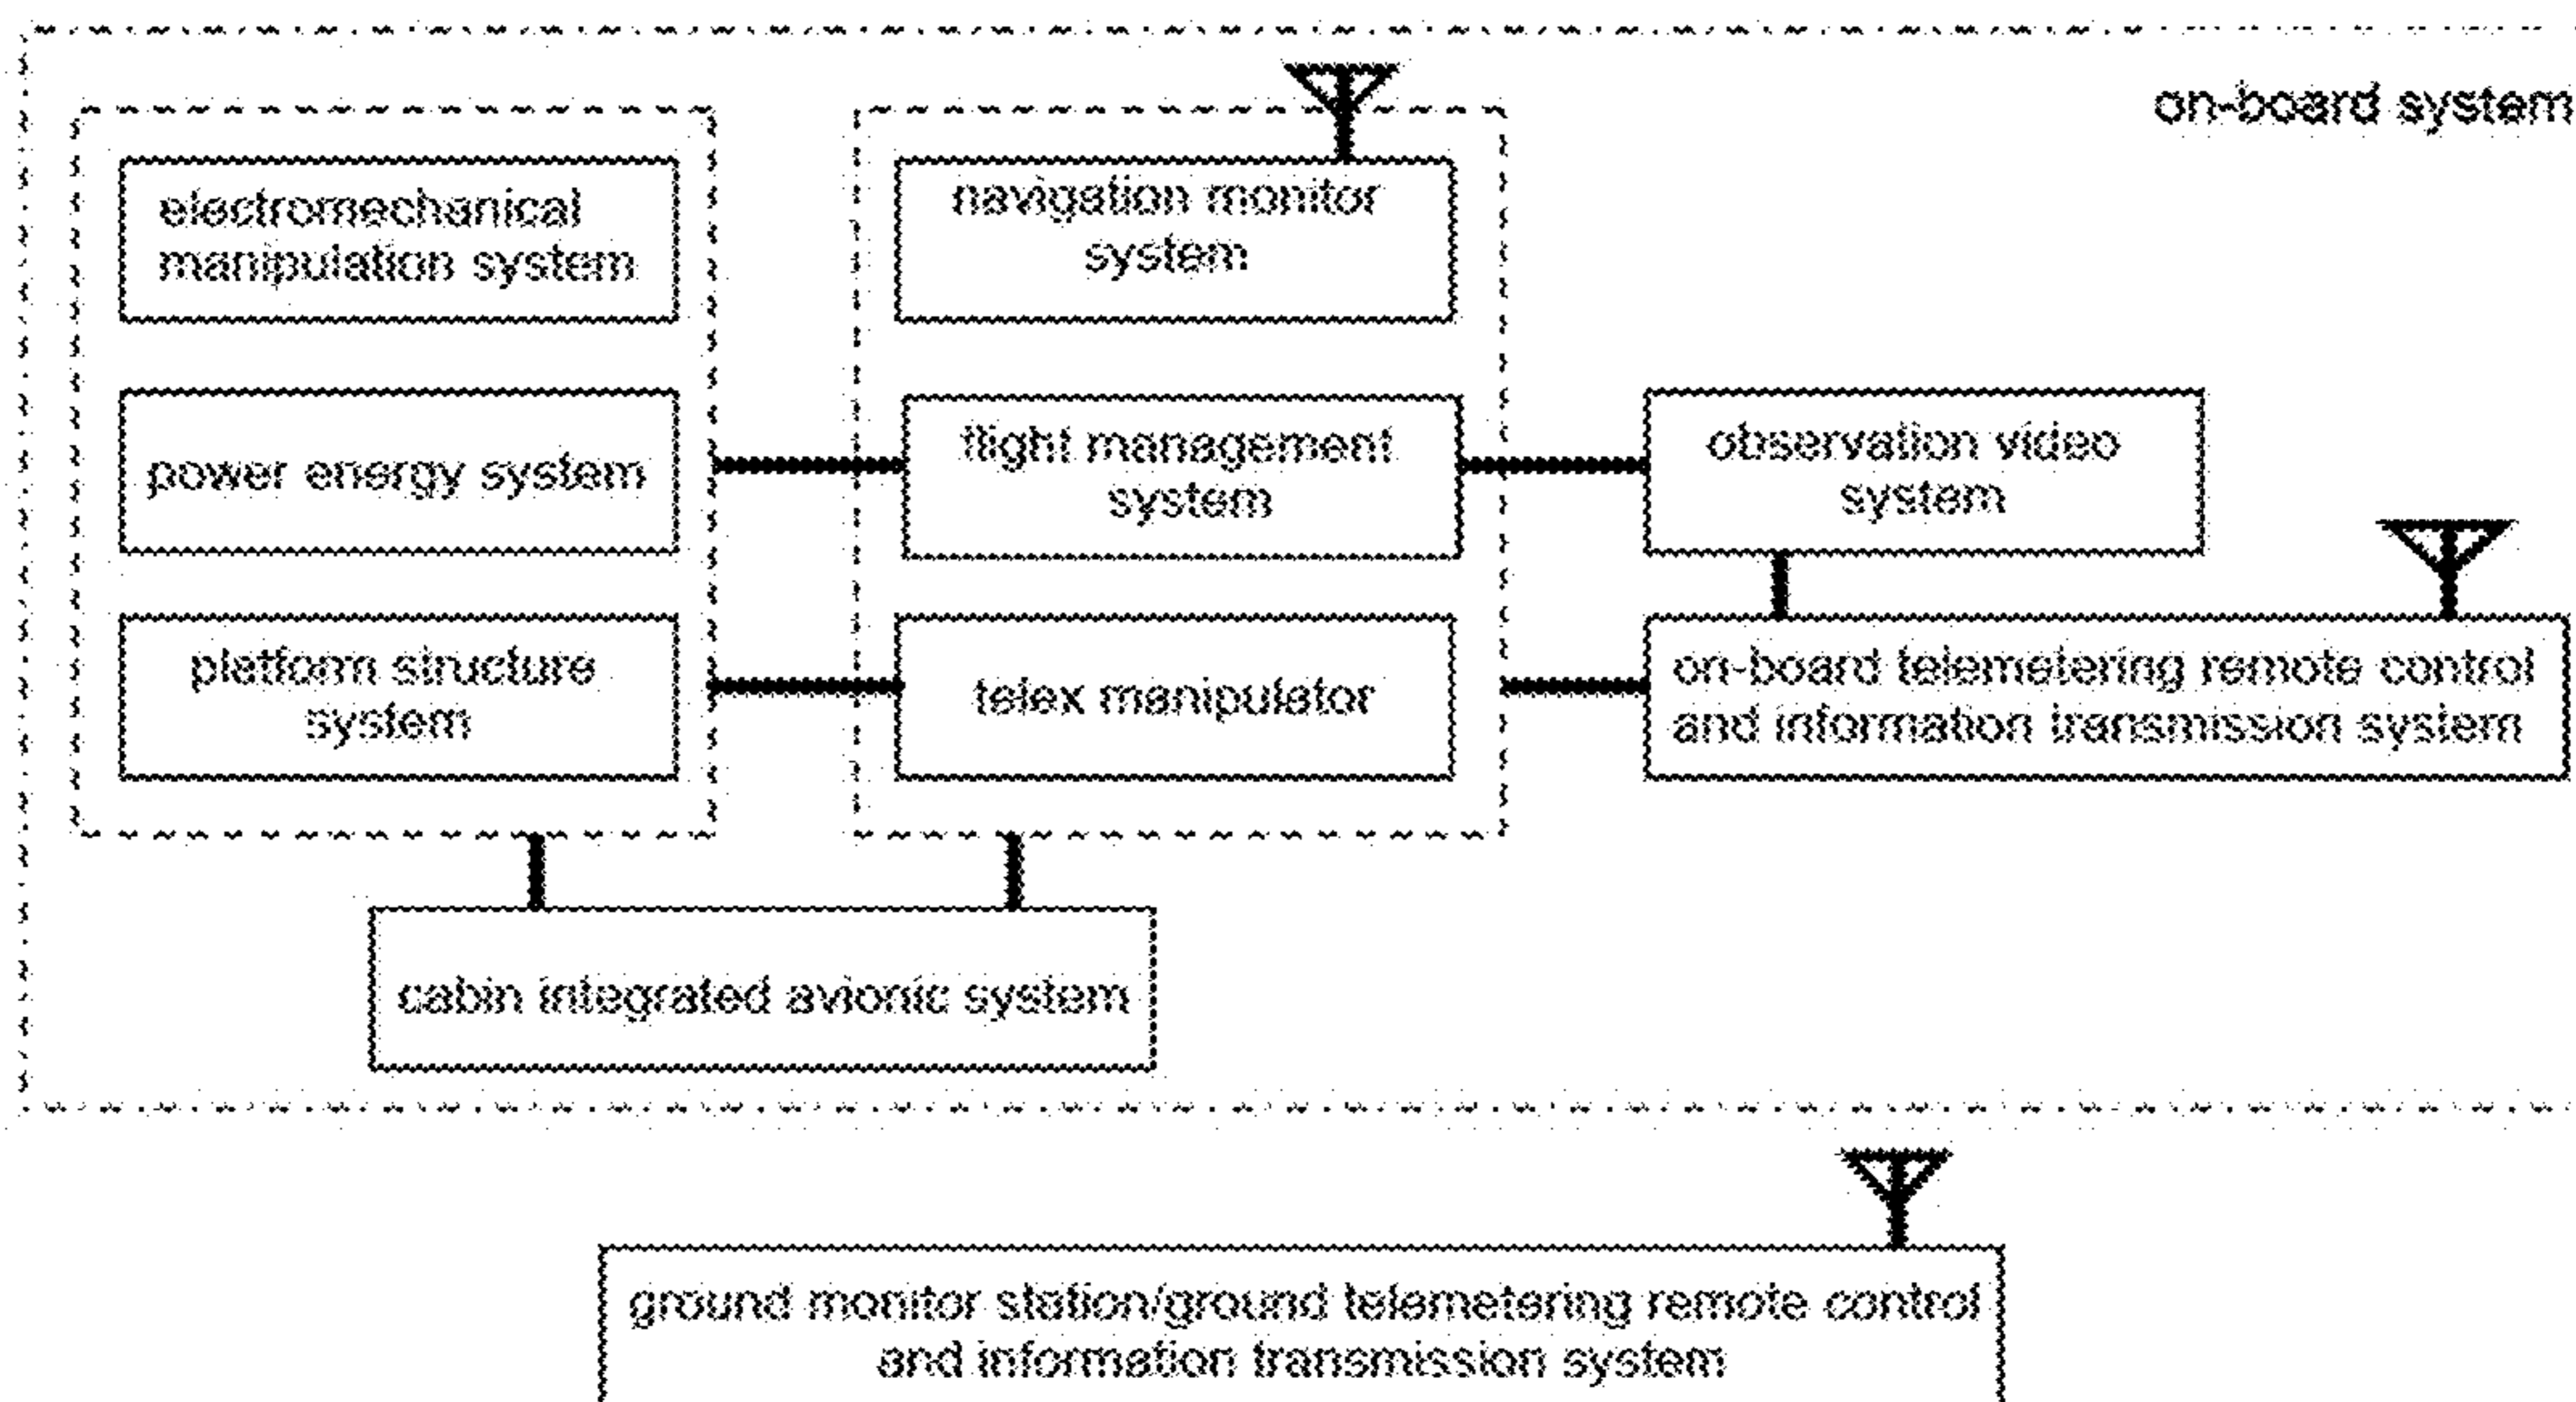 on-board system
electromechanical
manipulation system
navigation monitor
system
power energy system
flight management
system
observation video
system
platform structure
system
telex manipulator
on-board telemetering remote control
and information transmission system
cabin integrated avionic system
ground monitor station/ground telemetering remote control
and information transmission system